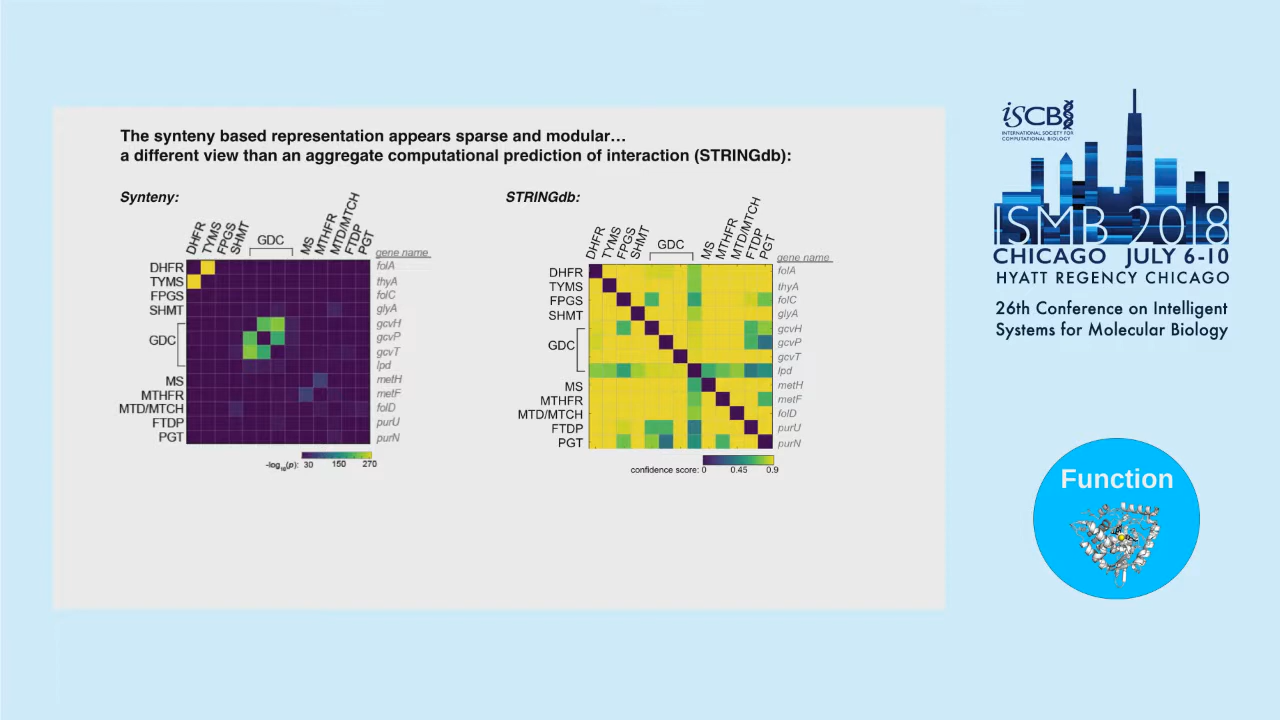 The synteny based representation appears sparse and modular…
a different view than an aggregate computational prediction of interaction (STRINGdb):
Synteny:
DHFR
TYMS
FPGS
SHMT
GDC
MS
MTHFR
MTD/MTCH
FTDP
PGT
gene name
DHFR folA
TYMS thyA
FPGS folC
SHMT glyA
gcvH
GDC gcvP
gcvT
lpd
MS metH
MTHFR metF
MTD/MTCH folD
FTDP purU
PGT purN
-log10(p): 30 150 270
STRINGdb:
DHFR
TYMS
FPGS
SHMT
GDC
MS
MTHFR
MTD/MTCH
FTDP
PGT
gene name
DHFR folA
TYMS thyA
FPGS folC
SHMT glyA
gcvH
GDC gcvP
gcvT
lpd
MS metH
MTHFR metF
MTD/MTCH folD
FTDP purU
PGT purN
confidence score: 0 0.45 0.9
iSCB
INTERNATIONAL SOCIETY FOR
COMPUTATIONAL BIOLOGY
ISMB 2018
CHICAGO JULY 6-10
HYATT REGENCY CHICAGO
26th Conference on Intelligent
Systems for Molecular Biology
Function